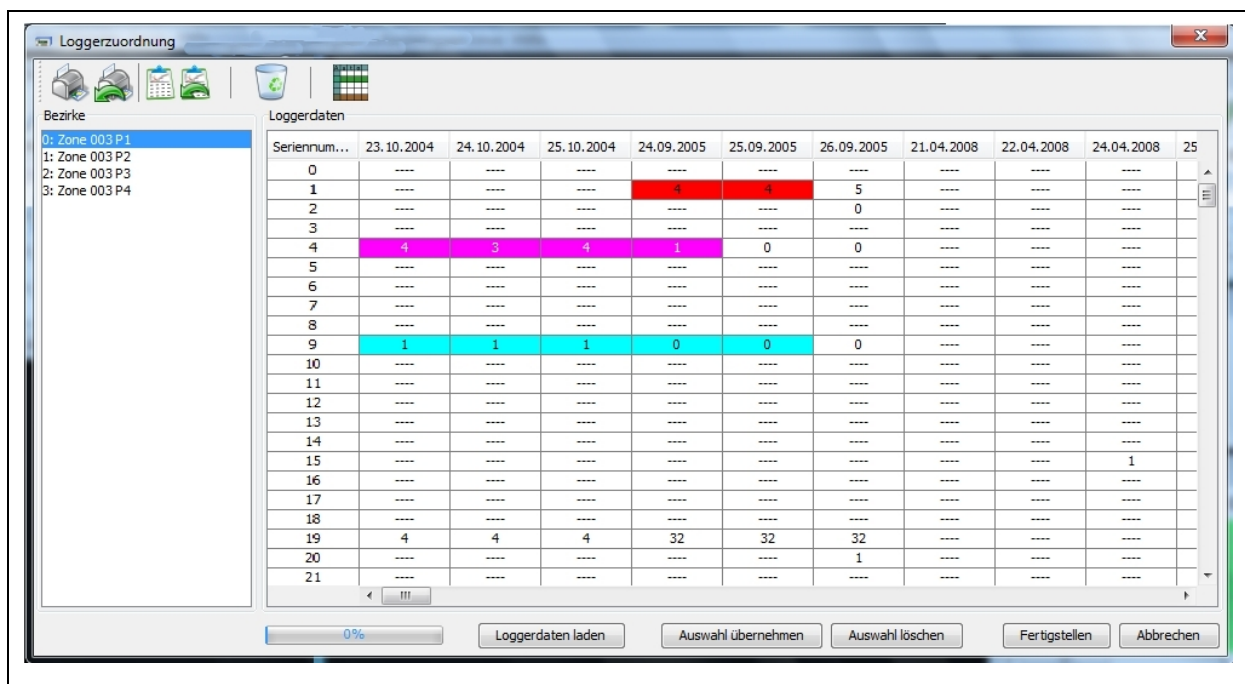 Loggerzuordnung
Bezirke
0: Zone 003 P1
1: Zone 003 P2
2: Zone 003 P3
3: Zone 003 P4
Loggerdaten
Seriennum... 23.10.2004 24.10.2004 25.10.2004 24.09.2005 25.09.2005 26.09.2005 21.04.2008 22.04.2008 24.04.2008 25
0 ---- ---- ---- ---- ---- ---- ---- ---- ----
1 ---- ---- ---- 4 4 5 ---- ---- ----
2 ---- ---- ---- ---- ---- 0 ---- ---- ----
3 ---- ---- ---- ---- ---- ---- ---- ---- ----
4 4 3 4 1 0 0 ---- ---- ----
5 ---- ---- ---- ---- ---- ---- ---- ---- ----
6 ---- ---- ---- ---- ---- ---- ---- ---- ----
7 ---- ---- ---- ---- ---- ---- ---- ---- ----
8 ---- ---- ---- ---- ---- ---- ---- ---- ----
9 1 1 1 0 0 0 ---- ---- ----
10 ---- ---- ---- ---- ---- ---- ---- ---- ----
11 ---- ---- ---- ---- ---- ---- ---- ---- ----
12 ---- ---- ---- ---- ---- ---- ---- ---- ----
13 ---- ---- ---- ---- ---- ---- ---- ---- ----
14 ---- ---- ---- ---- ---- ---- ---- ---- ----
15 ---- ---- ---- ---- ---- ---- ---- ---- 1
16 ---- ---- ---- ---- ---- ---- ---- ---- ----
17 ---- ---- ---- ---- ---- ---- ---- ---- ----
18 ---- ---- ---- ---- ---- ---- ---- ---- ----
19 4 4 4 32 32 32 ---- ---- ----
20 ---- ---- ---- ---- ---- 1 ---- ---- ----
21 ---- ---- ---- ---- ---- ---- ---- ---- ----
0% Loggerdaten laden Auswahl übernehmen Auswahl löschen Fertigstellen Abbrechen